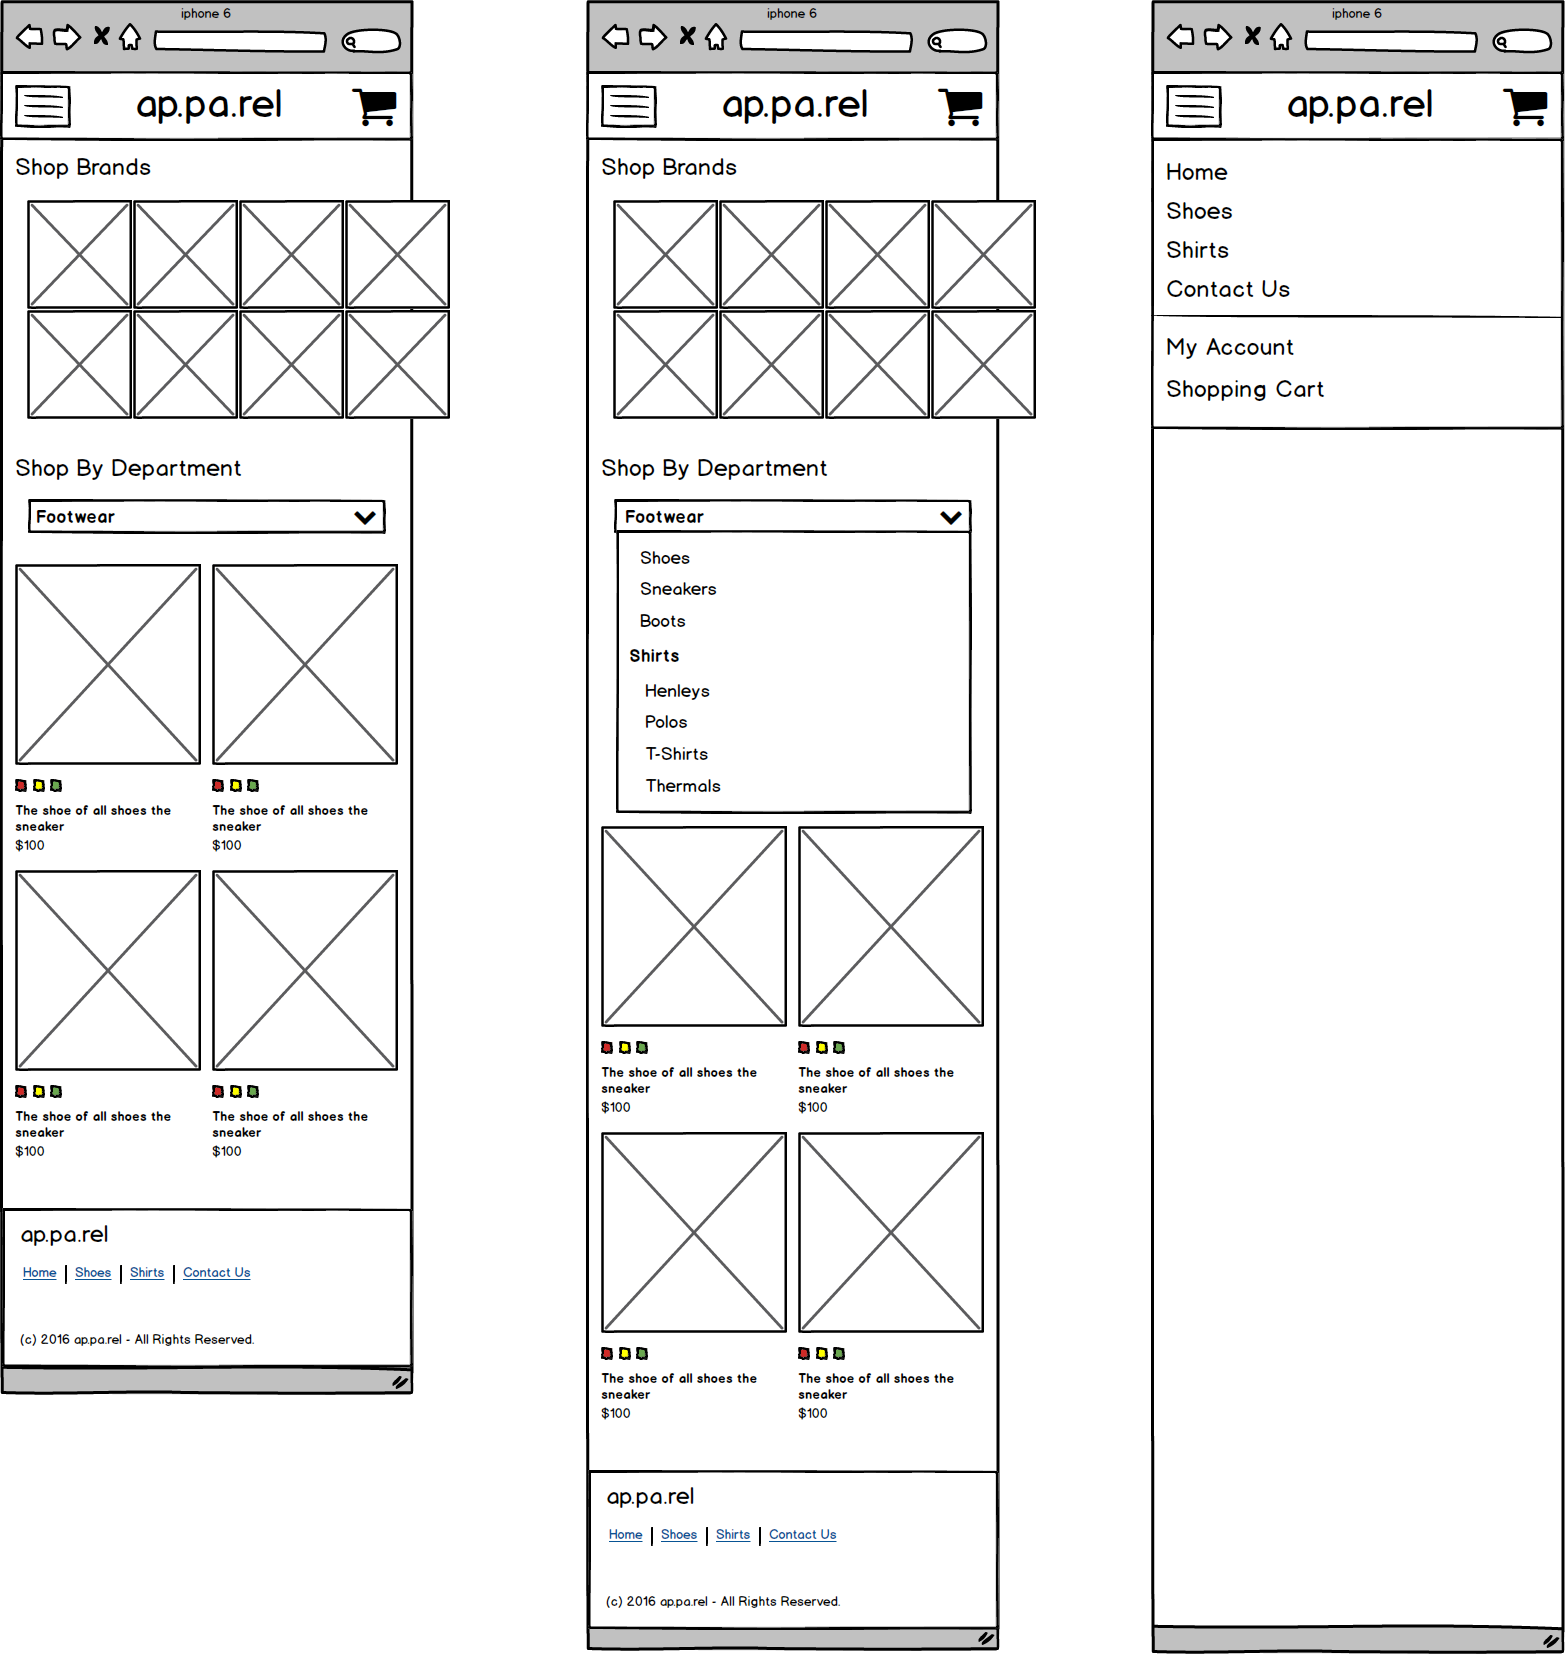 iphone 6
ap.pa.rel
Shop Brands
Shop By Department
Footwear
The shoe of all shoes the
sneaker
$100
The shoe of all shoes the
sneaker
$100
The shoe of all shoes the
sneaker
$100
The shoe of all shoes the
sneaker
$100
ap.pa.rel
Home | Shoes | Shirts | Contact Us
(c) 2016 ap.pa.rel - All Rights Reserved.
iphone 6
ap.pa.rel
Shop Brands
Shop By Department
Footwear
Shoes
Sneakers
Boots
Shirts
Henleys
Polos
T-Shirts
Thermals
The shoe of all shoes the
sneaker
$100
The shoe of all shoes the
sneaker
$100
The shoe of all shoes the
sneaker
$100
The shoe of all shoes the
sneaker
$100
ap.pa.rel
Home | Shoes | Shirts | Contact Us
(c) 2016 ap.pa.rel - All Rights Reserved.
iphone 6
ap.pa.rel
Home
Shoes
Shirts
Contact Us
My Account
Shopping Cart